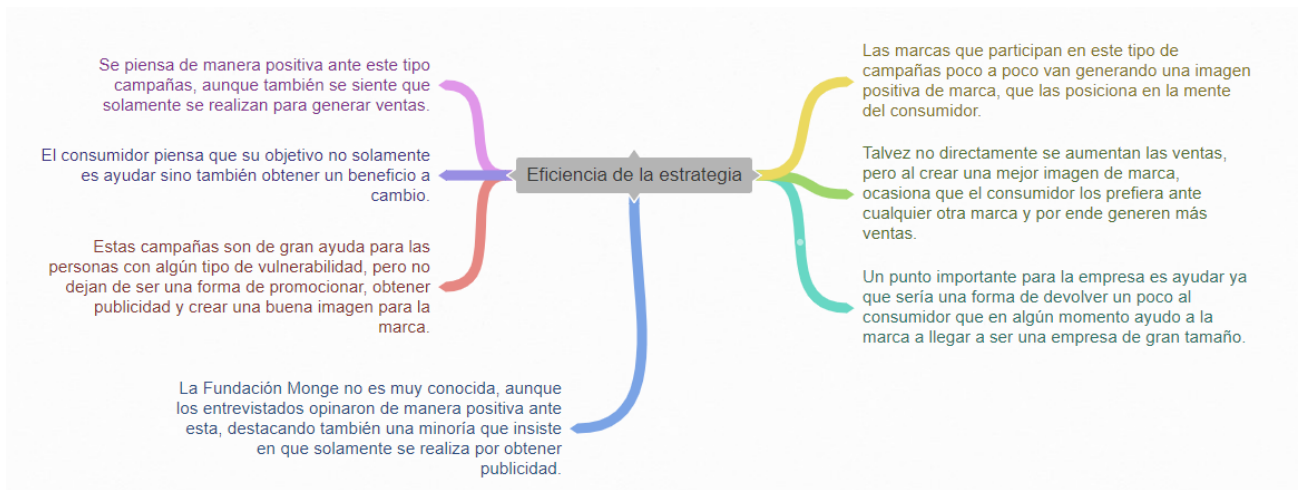 Eficiencia de la estrategia
Se piensa de manera positiva ante este tipo
campañas, aunque también se siente que
solamente se realizan para generar ventas.
El consumidor piensa que su objetivo no solamente
es ayudar sino también obtener un beneficio a
cambio.
Estas campañas son de gran ayuda para las
personas con algún tipo de vulnerabilidad, pero no
dejan de ser una forma de promocionar, obtener
publicidad y crear una buena imagen para la
marca.
La Fundación Monge no es muy conocida, aunque
los entrevistados opinaron de manera positiva ante
esta, destacando también una minoría que insiste
en que solamente se realiza por obtener
publicidad.
Las marcas que participan en este tipo de
campañas poco a poco van generando una imagen
positiva de marca, que las posiciona en la mente
del consumidor.
Talvez no directamente se aumentan las ventas,
pero al crear una mejor imagen de marca,
ocasiona que el consumidor los prefiera ante
cualquier otra marca y por ende generen más
ventas.
Un punto importante para la empresa es ayudar ya
que sería una forma de devolver un poco al
consumidor que en algún momento ayudo a la
marca a llegar a ser una empresa de gran tamaño.